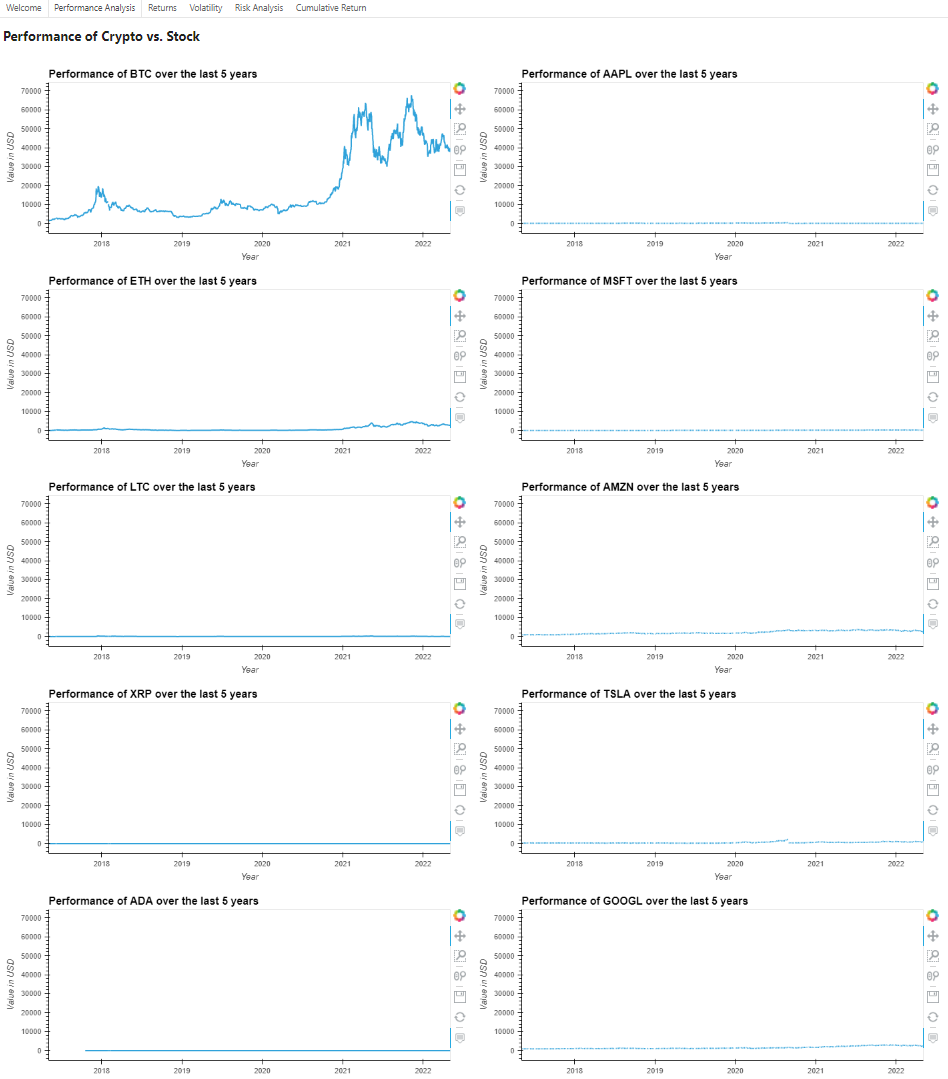 Welcome Performance Analysis Returns Volatility Risk Analysis Cumulative Return
Performance of Crypto vs. Stock
Performance of BTC over the last 5 years
Value in USD
70000
60000
50000
40000
30000
20000
10000
0
2018 2019 2020 2021 2022
Year
Performance of AAPL over the last 5 years
Value in USD
70000
60000
50000
40000
30000
20000
10000
0
2018 2019 2020 2021 2022
Year
Performance of ETH over the last 5 years
Value in USD
70000
60000
50000
40000
30000
20000
10000
0
2018 2019 2020 2021 2022
Year
Performance of MSFT over the last 5 years
Value in USD
70000
60000
50000
40000
30000
20000
10000
0
2018 2019 2020 2021 2022
Year
Performance of LTC over the last 5 years
Value in USD
70000
60000
50000
40000
30000
20000
10000
0
2018 2019 2020 2021 2022
Year
Performance of AMZN over the last 5 years
Value in USD
70000
60000
50000
40000
30000
20000
10000
0
2018 2019 2020 2021 2022
Year
Performance of XRP over the last 5 years
Value in USD
70000
60000
50000
40000
30000
20000
10000
0
2018 2019 2020 2021 2022
Year
Performance of TSLA over the last 5 years
Value in USD
70000
60000
50000
40000
30000
20000
10000
0
2018 2019 2020 2021 2022
Year
Performance of ADA over the last 5 years
Value in USD
70000
60000
50000
40000
30000
20000
10000
0
2018 2019 2020 2021 2022
Performance of GOOGL over the last 5 years
Value in USD
70000
60000
50000
40000
30000
20000
10000
0
2018 2019 2020 2021 2022